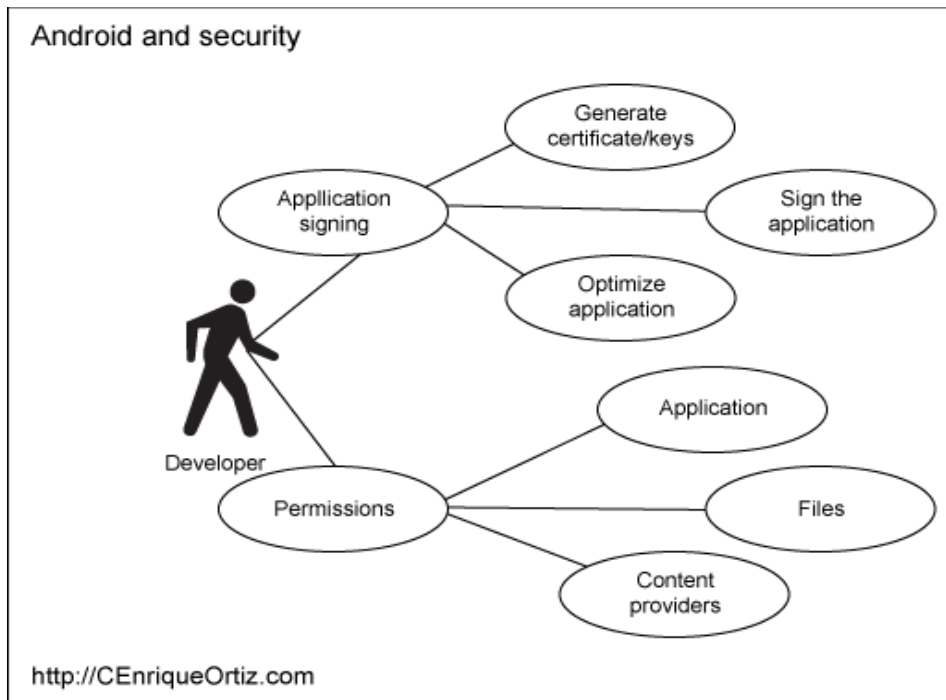 Android and security
Generate
certificate/keys
Appllication
signing
Sign the
application
Optimize
application
Developer
Application
Permissions
Files
Content
providers
http://CEnriqueOrtiz.com